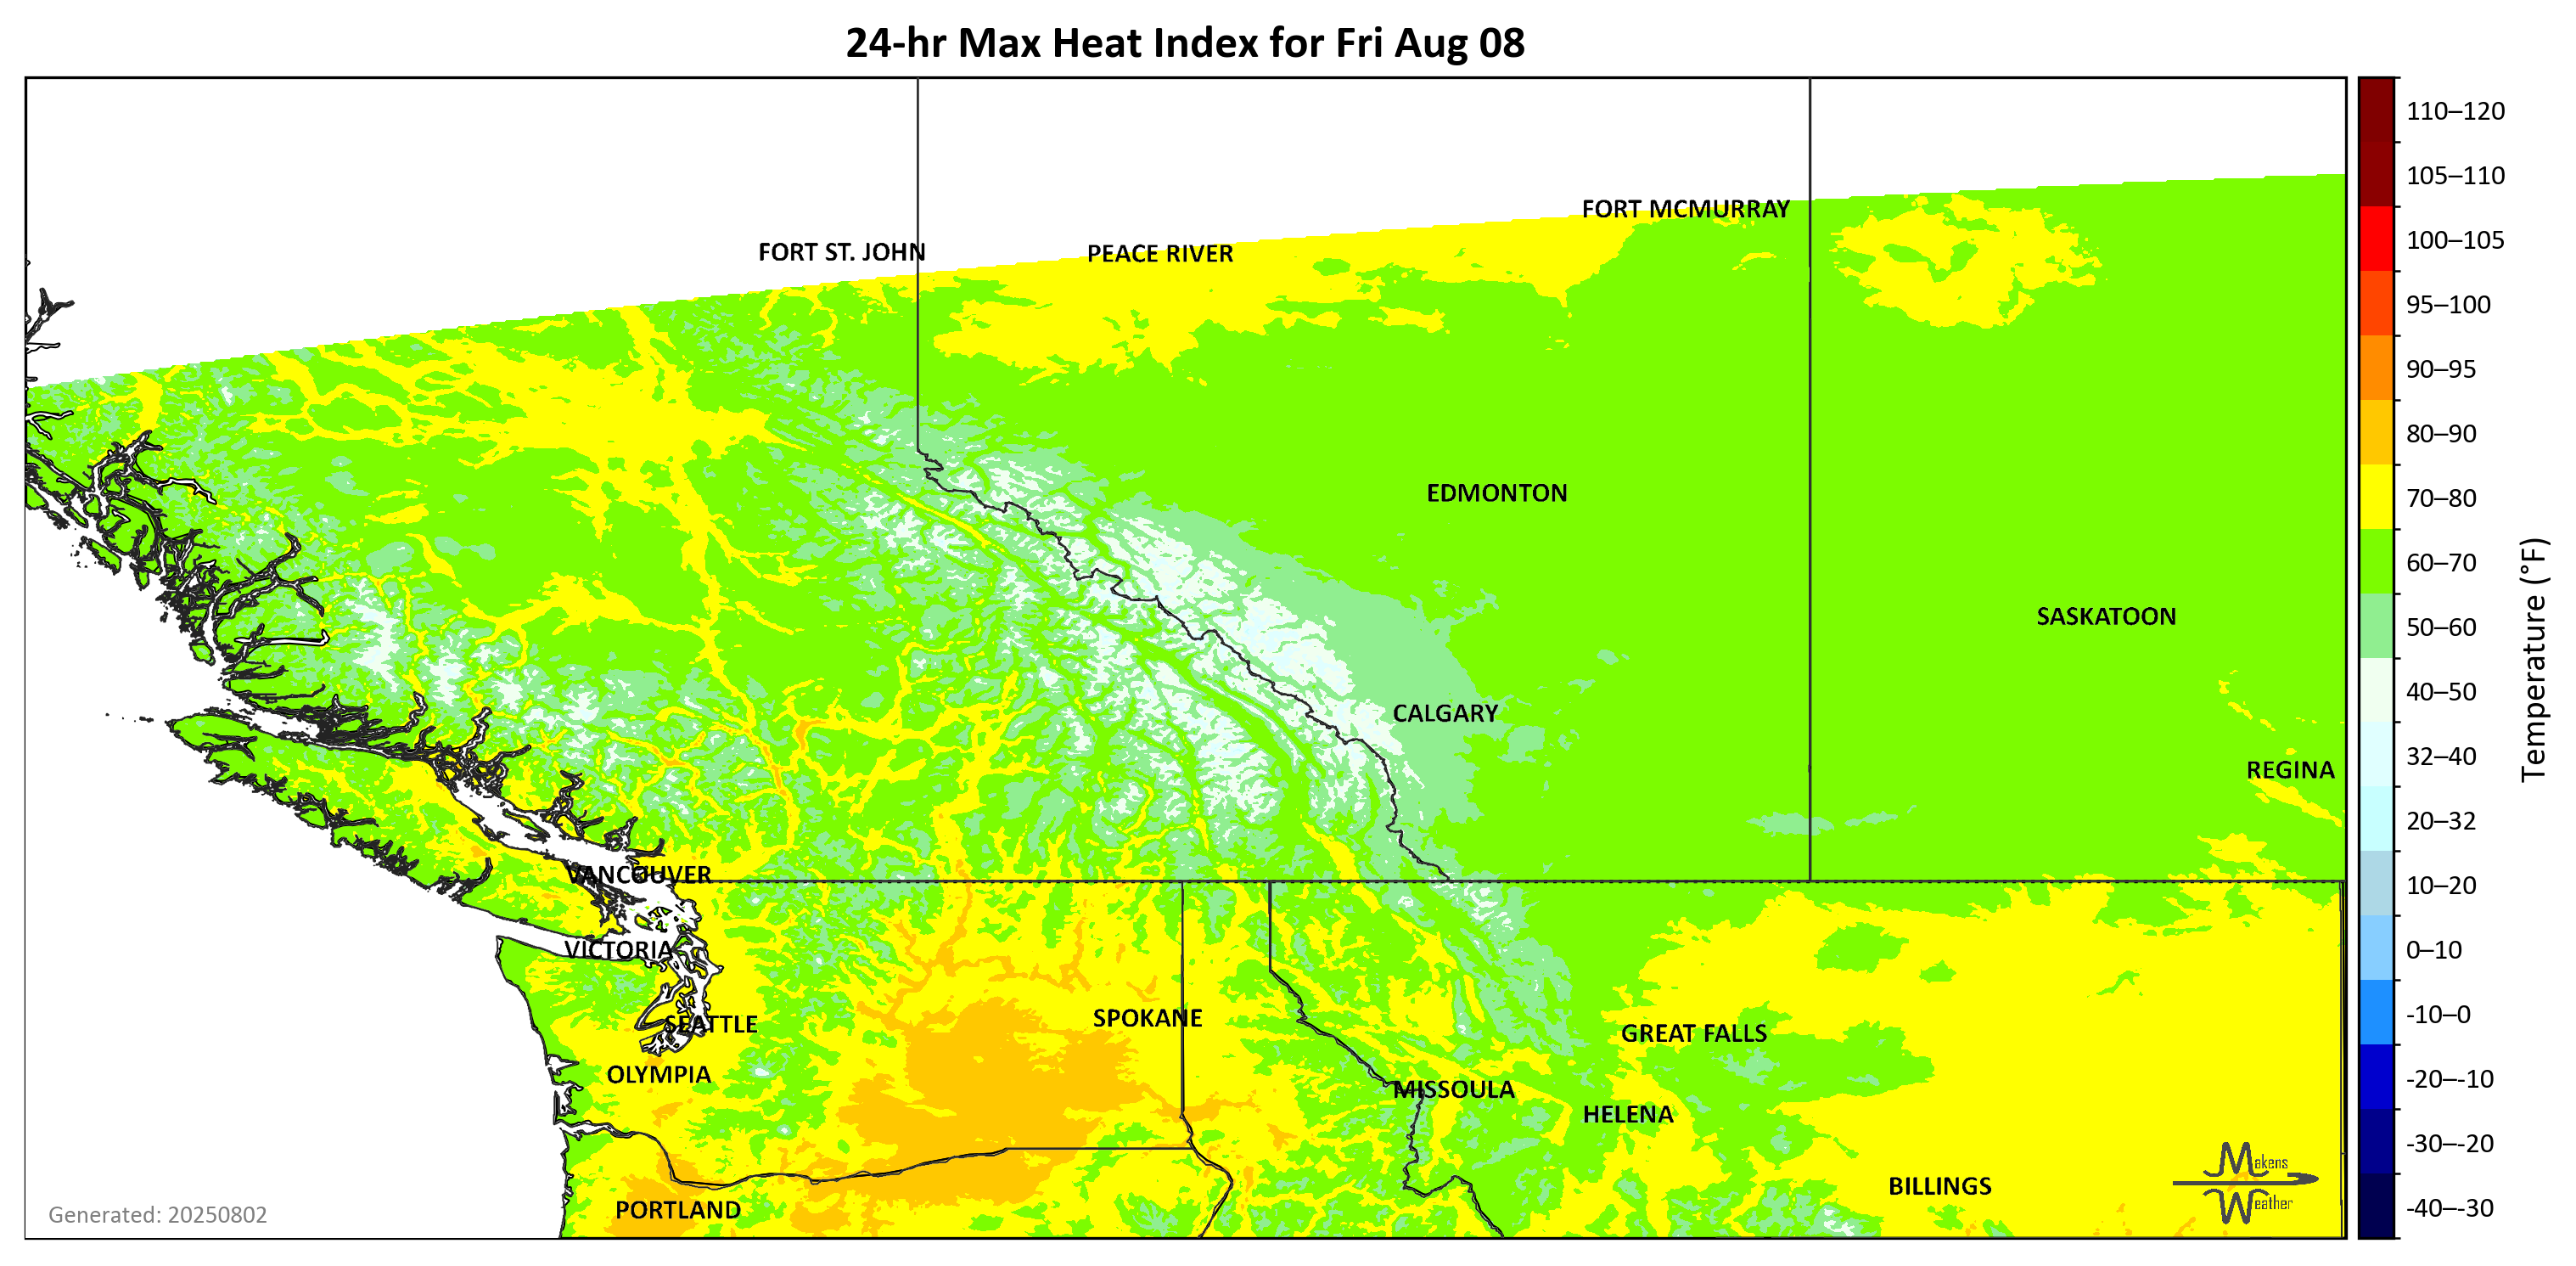 24-hr Max Heat Index for Fri Aug 08
110–120
105–110
FORT MCMURRAY
100–105
FORT ST. JOHN
PEACE RIVER
95–100
90–95
80–90
EDMONTON
70–80
60–70
SASKATOON
50–60
40–50
CALGARY
32–40
REGINA
Temperature (°F)
20–32
VANCOUVER
10–20
VICTORIA
0–10
SEATTLE
SPOKANE
-10–0
GREAT FALLS
OLYMPIA
MISSOULA
-20–-10
HELENA
-30–-20
Makens
Weather
BILLINGS
PORTLAND
-40–-30
Generated: 20250802